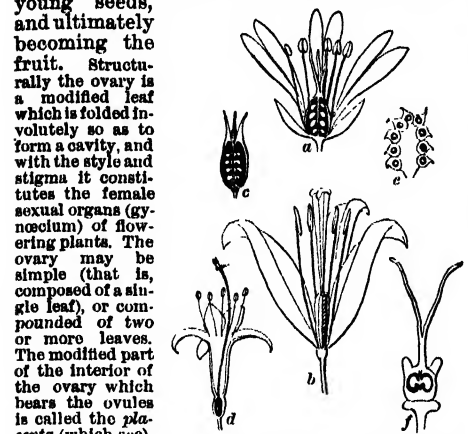 young seeds,
and ultimately
becoming the
fruit. Structu-
rally the ovary is
a modified leaf
which is folded in-
volutely so as to
form a cavity, and
with the style and
stigma it consti-
tutes the female
sexual organs (gy-
nœcium) of flow-
ering plants. The
ovary may be
simple (that is,
composed of a sin-
gle leaf), or com-
pounded of two
or more leaves.
The modified part
of the interior of
the ovary which
bears the ovules
is called the pla-
centa (which see).
a
c
e
b
d
f